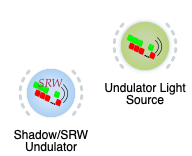 SRW
Undulator Light
Source
Shadow/SRW
Undulator